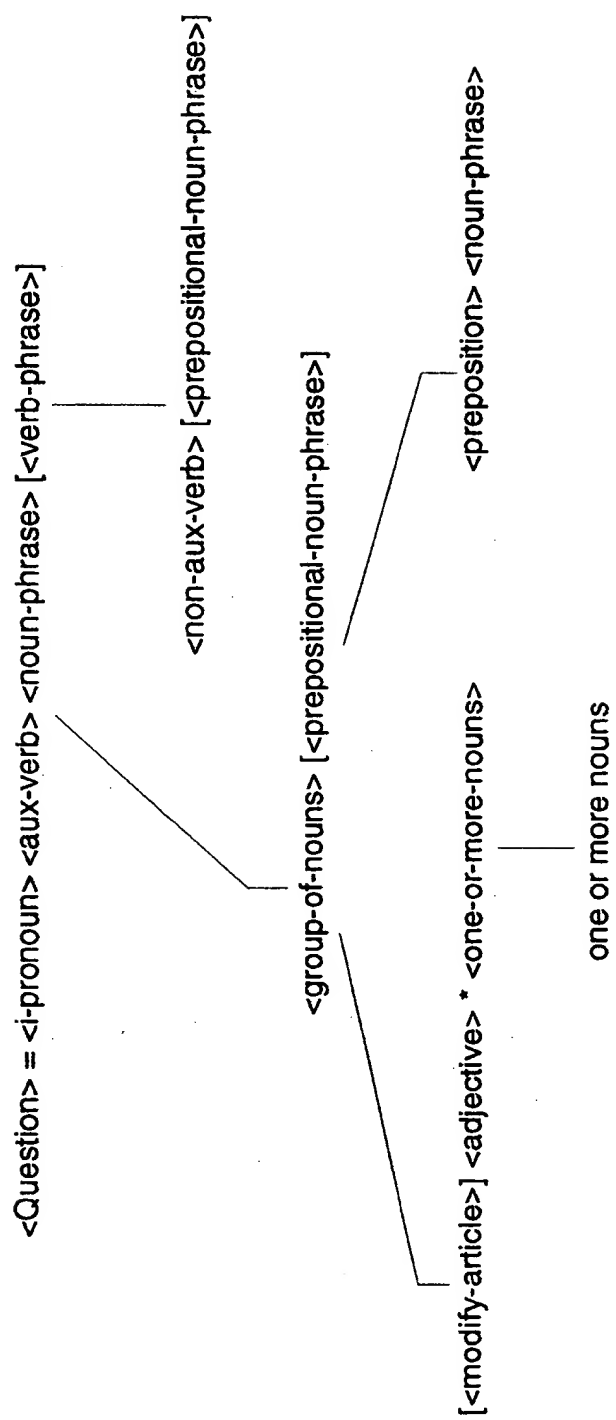 <Question> = <i-pronoun> <aux-verb> <noun-phrase> [<verb-phrase>]
<non-aux-verb> [<prepositional-noun-phrase>]
<group-of-nouns> [<prepositional-noun-phrase>]
[<modify-article>] <adjective> * <one-or-more-nouns>
<preposition> <noun-phrase>
one or more nouns